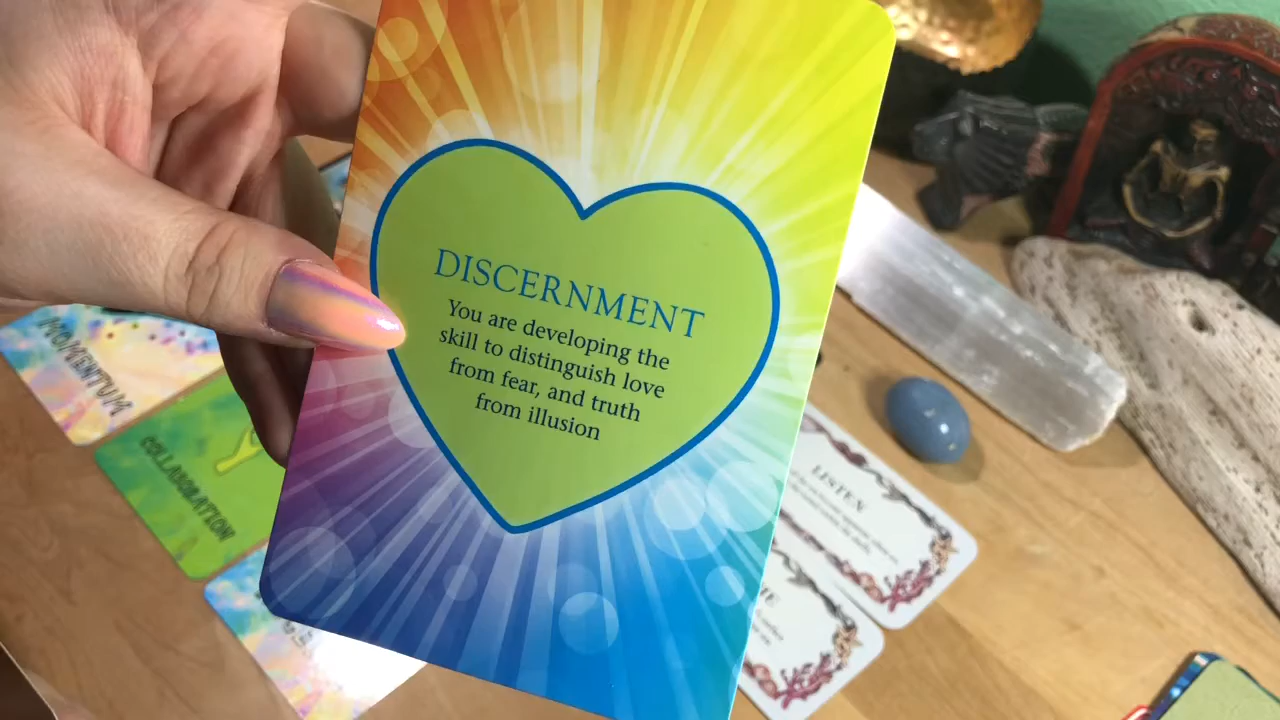 DISCERNMENT
You are developing the
skill to distinguish love
from fear, and truth
from illusion
MOMENTUM
COLLABORATION
LISTEN